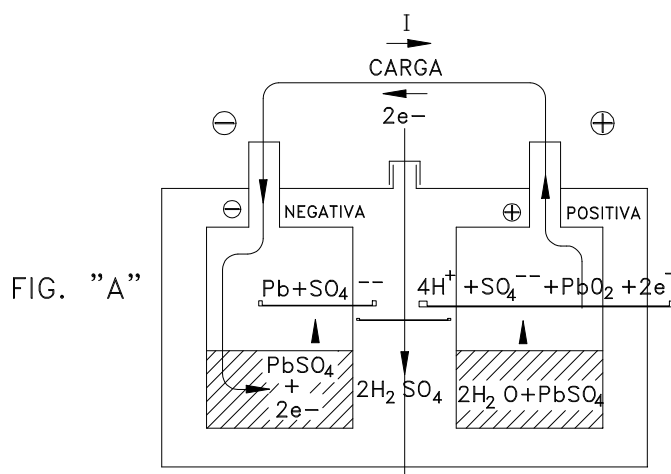 I
CARGA
2e-
⊖ ⊕
⊖ NEGATIVA ⊕ POSITIVA
FIG. "A"
Pb+SO₄⁻⁻ 4H⁺ +SO₄⁻⁻ +PbO₂ +2e⁻
PbSO₄
+
2e-
2H₂ SO₄
2H₂ O+PbSO₄